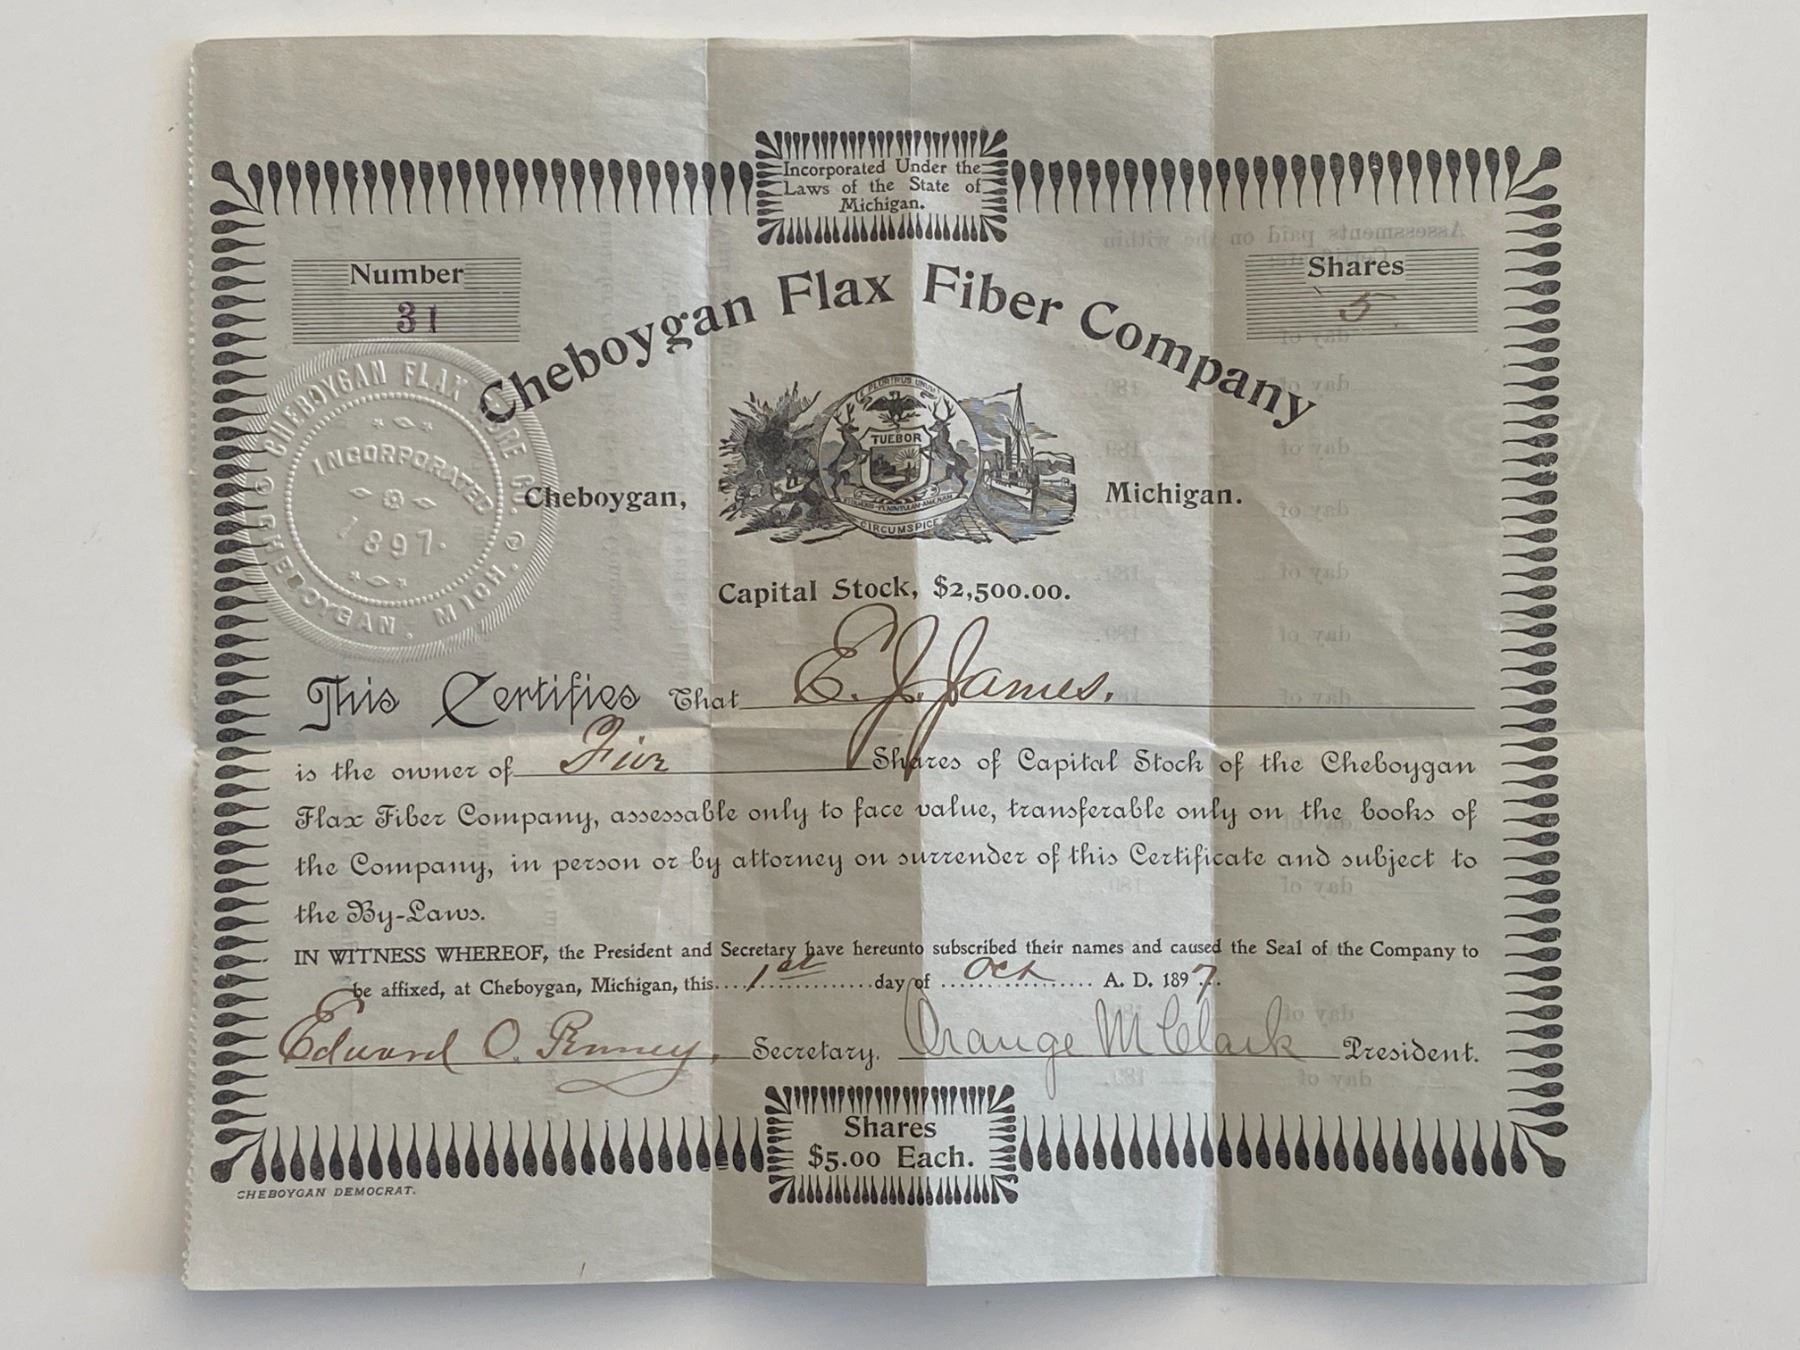 Incorporated Under the
Laws of the State of
Michigan.
Number
31
Shares
5
Cheboygan Flax Fiber Company
CHEBOYGAN FLAX FIBRE CO.
CHEBOYGAN, MICH.
INCORPORATED
1897.
E PLURIBUS UNUM
TUEBOR
CIRCUMSPICE
Cheboygan,
Michigan.
Capital Stock, $2,500.00.
This Certifies That E. J. James.
is the owner of Five Shares of Capital Stock of the Cheboygan
Flax Fiber Company, assessable only to face value, transferable only on the books of
the Company, in person or by attorney on surrender of this Certificate and subject to
the By-Laws.
IN WITNESS WHEREOF, the President and Secretary have hereunto subscribed their names and caused the Seal of the Company to
be affixed, at Cheboygan, Michigan, this 1st day of Oct A. D. 1897.
Edward O. Penney, Secretary. Orange M Clark President.
Shares
$5.00 Each.
CHEBOYGAN DEMOCRAT.